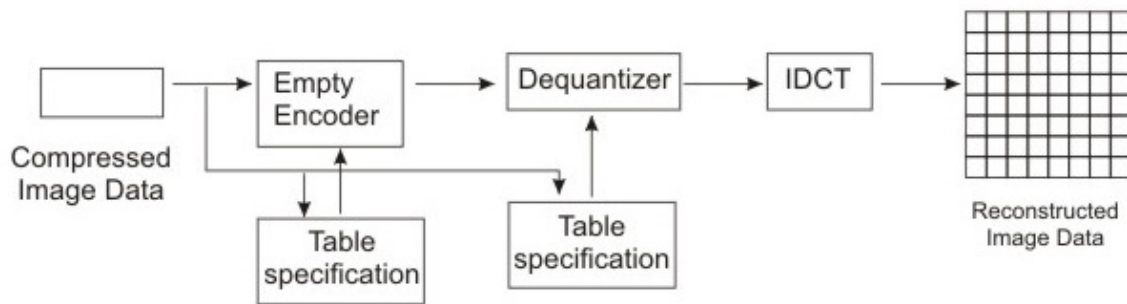 Compressed
Image Data
Empty
Encoder
Table
specification
Dequantizer
Table
specification
IDCT
Reconstructed
Image Data